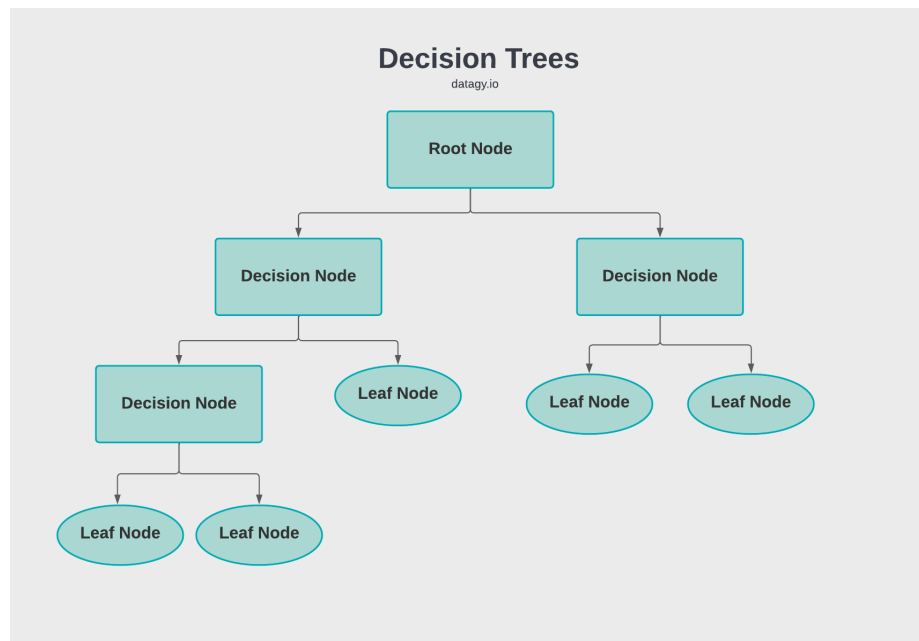 Decision Trees
datagy.io
Root Node
Decision Node
Decision Node
Decision Node
Leaf Node
Leaf Node
Leaf Node
Leaf Node
Leaf Node